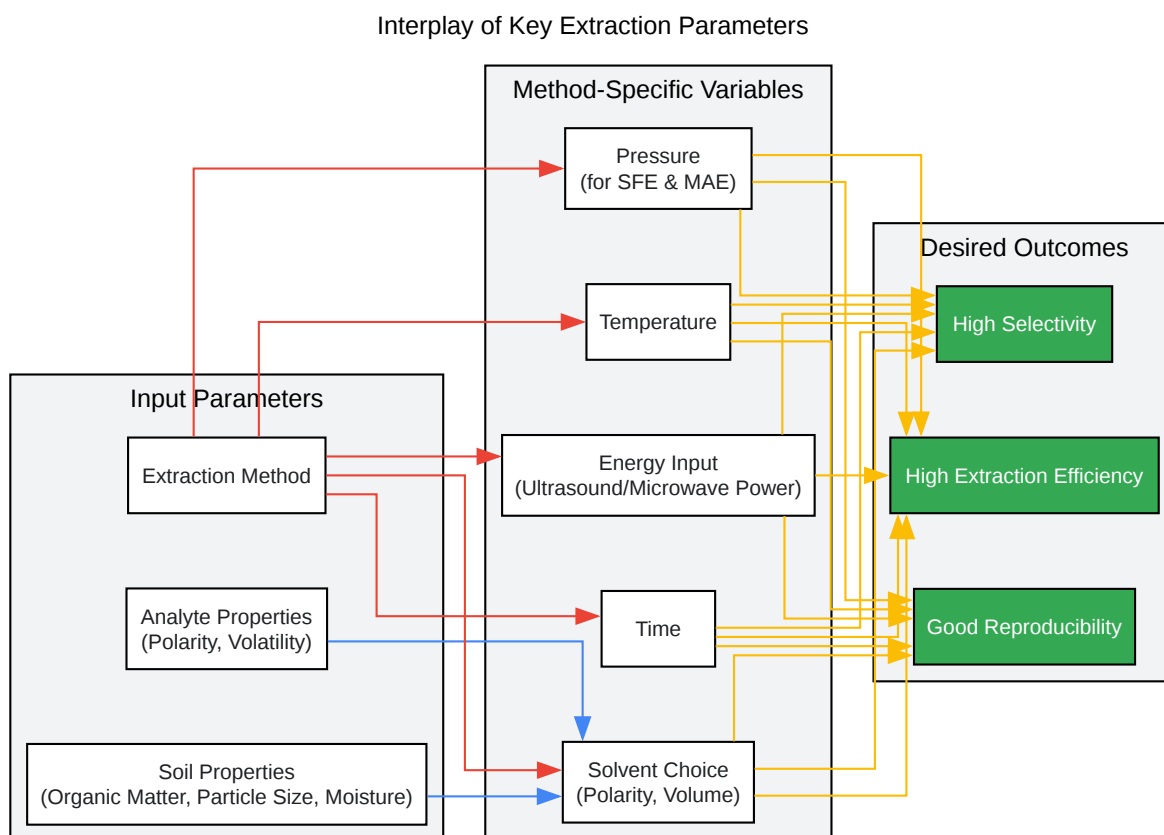 Interplay of Key Extraction Parameters
Input Parameters
Extraction Method
Analyte Properties
(Polarity, Volatility)
Soil Properties
(Organic Matter, Particle Size, Moisture)
Method-Specific Variables
Pressure
(for SFE & MAE)
Temperature
Energy Input
(Ultrasound/Microwave Power)
Time
Solvent Choice
(Polarity, Volume)
Desired Outcomes
High Selectivity
High Extraction Efficiency
Good Reproducibility